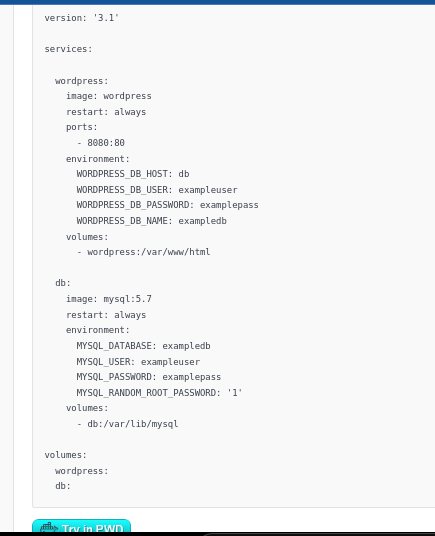 version: '3.1'

services:

  wordpress:
    image: wordpress
    restart: always
    ports:
      - 8080:80
    environment:
      WORDPRESS_DB_HOST: db
      WORDPRESS_DB_USER: exampleuser
      WORDPRESS_DB_PASSWORD: examplepass
      WORDPRESS_DB_NAME: exampledb
    volumes:
      - wordpress:/var/www/html

  db:
    image: mysql:5.7
    restart: always
    environment:
      MYSQL_DATABASE: exampledb
      MYSQL_USER: exampleuser
      MYSQL_PASSWORD: examplepass
      MYSQL_RANDOM_ROOT_PASSWORD: '1'
    volumes:
      - db:/var/lib/mysql

volumes:
  wordpress:
  db:
Try in PWD